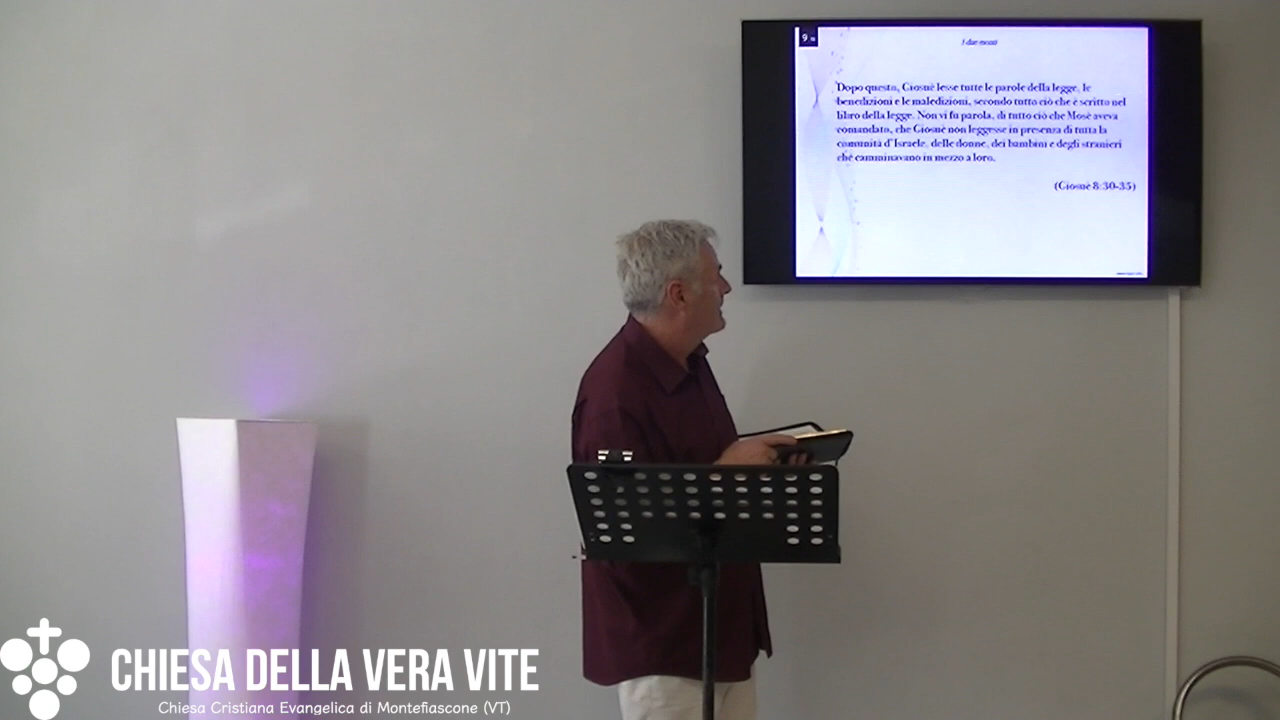 9
I due monti
Dopo questo, Giosuè lesse tutte le parole della legge, le
benedizioni e le maledizioni, secondo tutto ciò che è scritto nel
libro della legge. Non vi fu parola, di tutto ciò che Mosè aveva
comandato, che Giosuè non leggesse in presenza di tutta la
comunità d'Israele, delle donne, dei bambini e degli stranieri
che camminavano in mezzo a loro.
(Giosuè 8:30-35)
CHIESA DELLA VERA VITE
Chiesa Cristiana Evangelica di Montefiascone (VT)